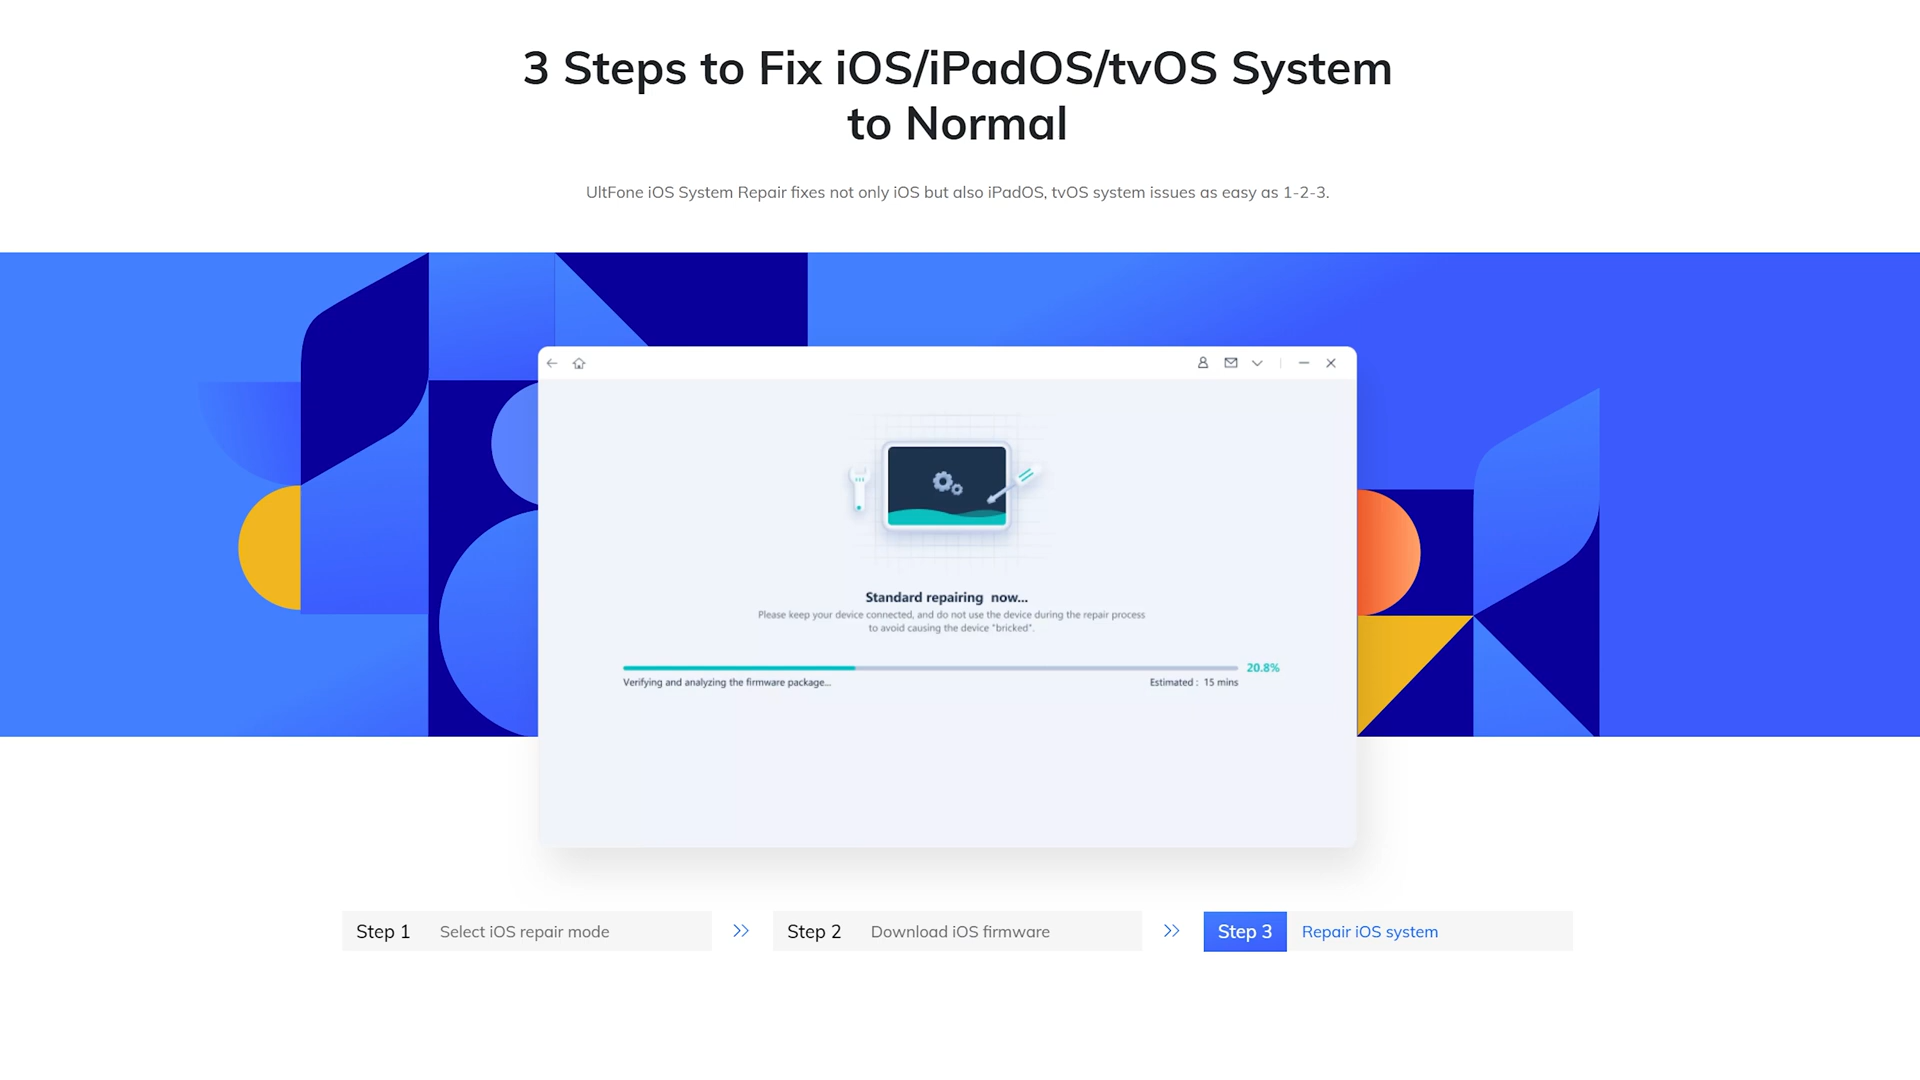 3 Steps to Fix iOS/iPadOS/tvOS System
to Normal
UltFone iOS System Repair fixes not only iOS but also iPadOS, tvOS system issues as easy as 1-2-3.
Standard repairing now...
Please keep your device connected, and do not use the device during the repair process
to avoid causing the device "bricked".
20.8%
Verifying and analyzing the firmware package...
Estimated : 15 mins
Step 1 Select iOS repair mode
Step 2 Download iOS firmware
Step 3 Repair iOS system